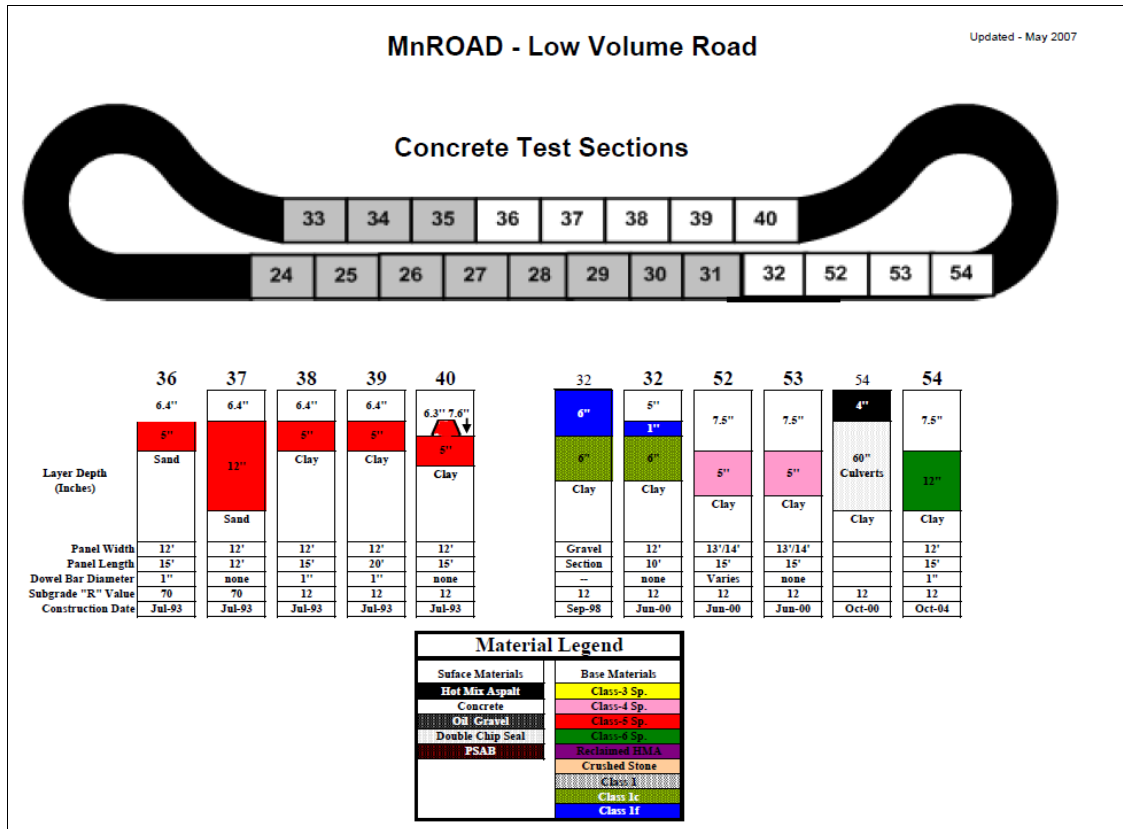 MnROAD - Low Volume Road
Updated - May 2007
Concrete Test Sections
33 34 35 36 37 38 39 40
24 25 26 27 28 29 30 31 32 52 53 54
36 37 38 39 40 32 32 52 53 54 54
6.4" 6.4" 6.4" 6.4" 6.3" 7.6" 6" 5" 7.5" 7.5" 4" 7.5"
1"
5" 12" 5" 5" 5" 6" 6" 5" 5" 60" 12"
Culverts
Sand Sand Clay Clay Clay Clay Clay Clay Clay Clay Clay
Layer Depth
(Inches)
Panel Width 12' 12' 12' 12' 12' Gravel 12' 13'/14' 13'/14' 12'
Panel Length 15' 12' 15' 20' 15' Section 10' 15' 15' 15'
Dowel Bar Diameter 1" none 1" 1" none -- none Varies none 1"
Subgrade "R" Value 70 70 12 12 12 12 12 12 12 12 12
Construction Date Jul-93 Jul-93 Jul-93 Jul-93 Jul-93 Sep-98 Jun-00 Jun-00 Jun-00 Oct-00 Oct-04
Material Legend
Suface Materials Base Materials
Hot Mix Aspalt Class-3 Sp.
Concrete Class-4 Sp.
Oil Gravel Class-5 Sp.
Double Chip Seal Class-6 Sp.
PSAB Reclaimed HMA
Crushed Stone
Class 1
Class 1c
Class 1f